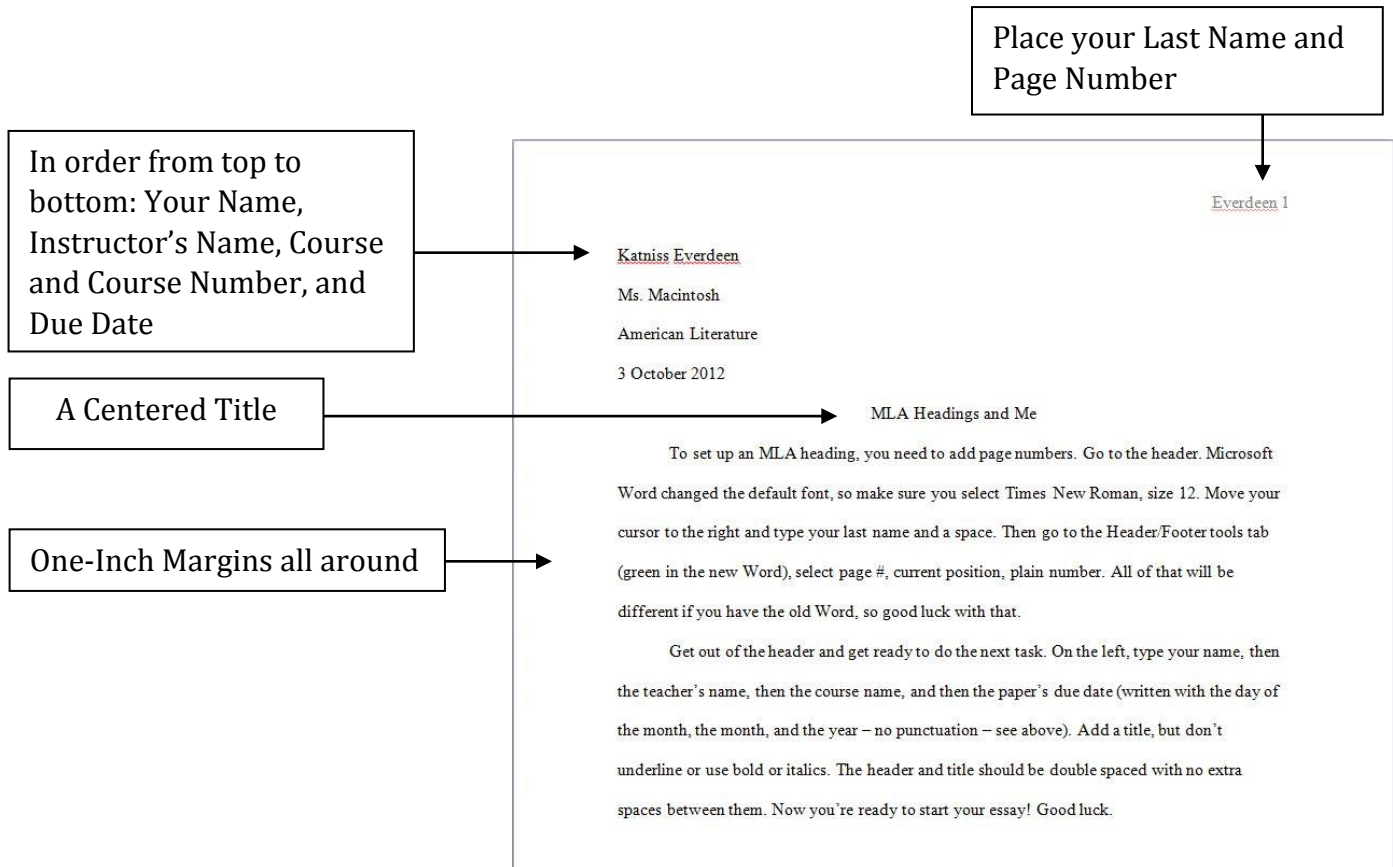 Place your Last Name and
Page Number
In order from top to
bottom: Your Name,
Instructor’s Name, Course
and Course Number, and
Due Date
Everdeen 1
Katniss Everdeen
Ms. Macintosh
American Literature
3 October 2012
A Centered Title
MLA Headings and Me
To set up an MLA heading, you need to add page numbers. Go to the header. Microsoft
Word changed the default font, so make sure you select Times New Roman, size 12. Move your
cursor to the right and type your last name and a space. Then go to the Header/Footer tools tab
(green in the new Word), select page #, current position, plain number. All of that will be
different if you have the old Word, so good luck with that.
One-Inch Margins all around
Get out of the header and get ready to do the next task. On the left, type your name, then
the teacher’s name, then the course name, and then the paper’s due date (written with the day of
the month, the month, and the year – no punctuation – see above). Add a title, but don’t
underline or use bold or italics. The header and title should be double spaced with no extra
spaces between them. Now you’re ready to start your essay! Good luck.